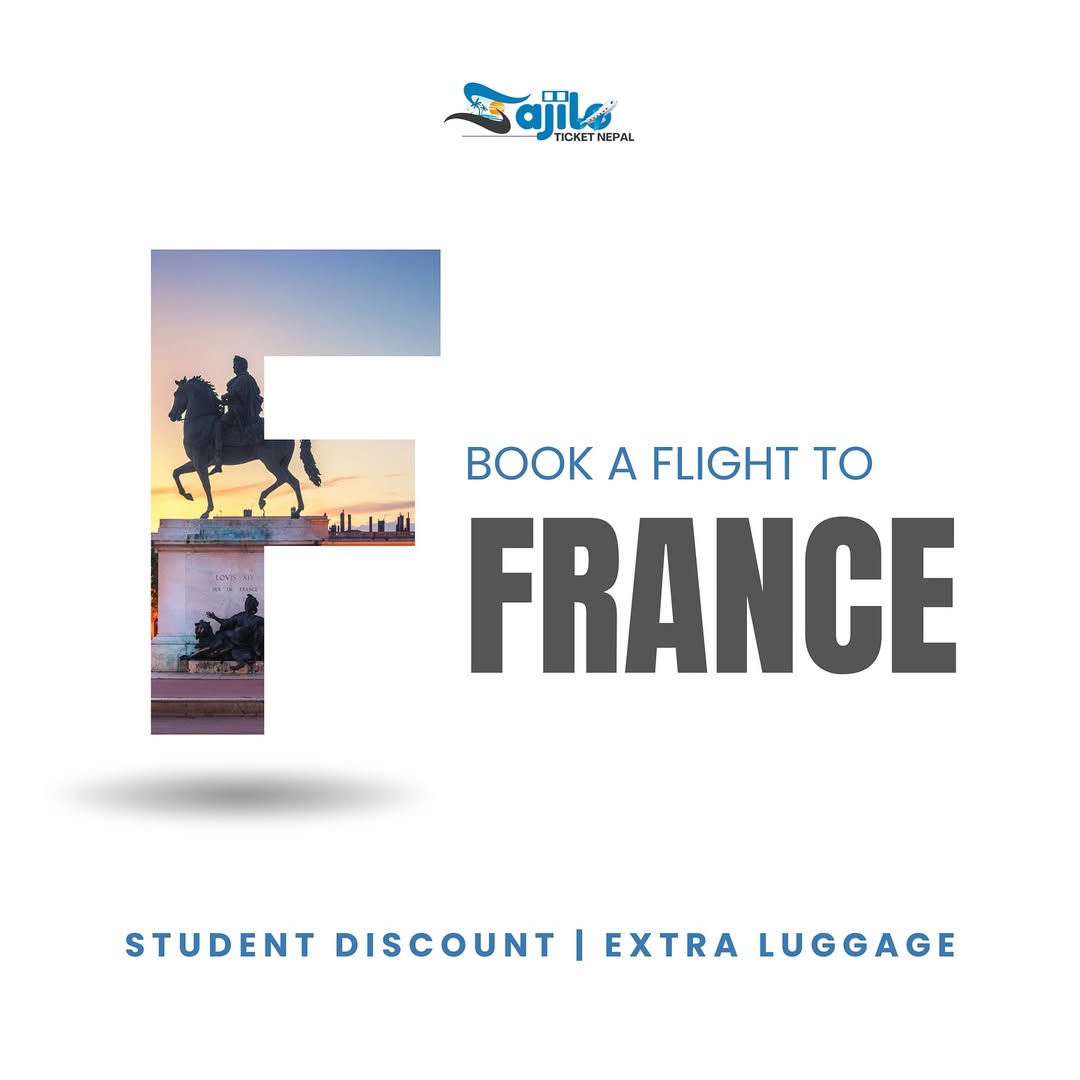 Sajilo
TICKET NEPAL
BOOK A FLIGHT TO
FRANCE
LOVIS XIV
ROI DE FRANCE
STUDENT DISCOUNT | EXTRA LUGGAGE